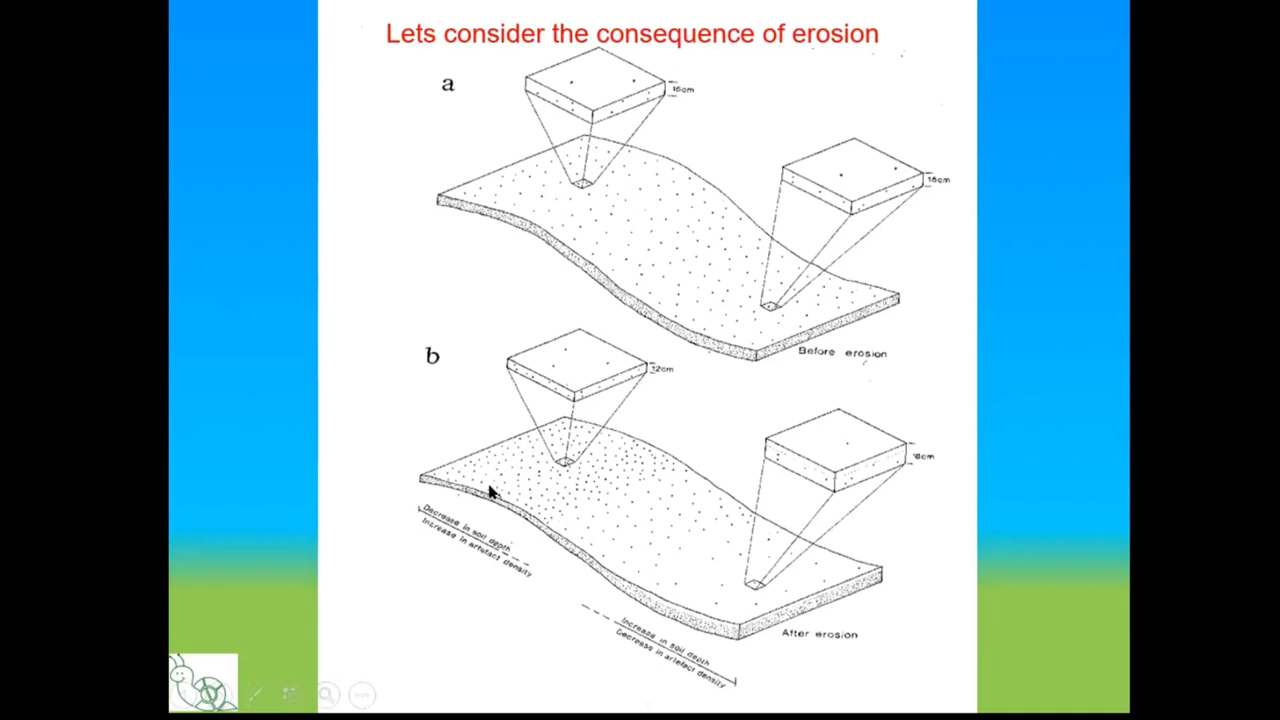 Lets consider the consequence of erosion
a
16cm
16cm
Before erosion
b
12cm
After erosion
Decrease in soil depth
Increase in artefact density
Increase in soil depth
Decrease in artefact density